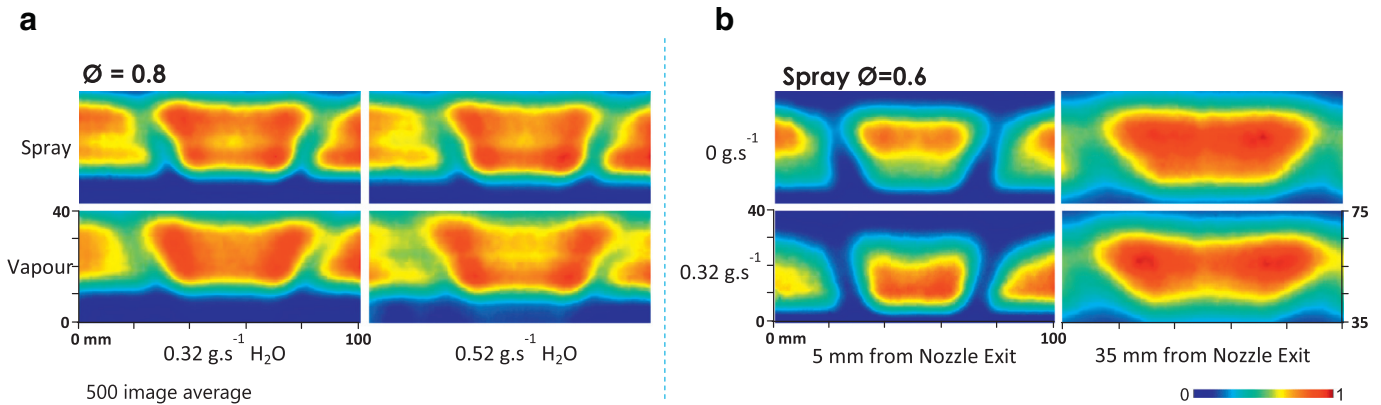 a
b
Ø = 0.8
Spray Ø=0.6
Spray
Vapour
40
0
0 mm
100
0.32 g.s⁻¹ H₂O
0.52 g.s⁻¹ H₂O
500 image average
0 g.s⁻¹
0.32 g.s⁻¹
40
0
0 mm
100
75
35
5 mm from Nozzle Exit
35 mm from Nozzle Exit
0
1